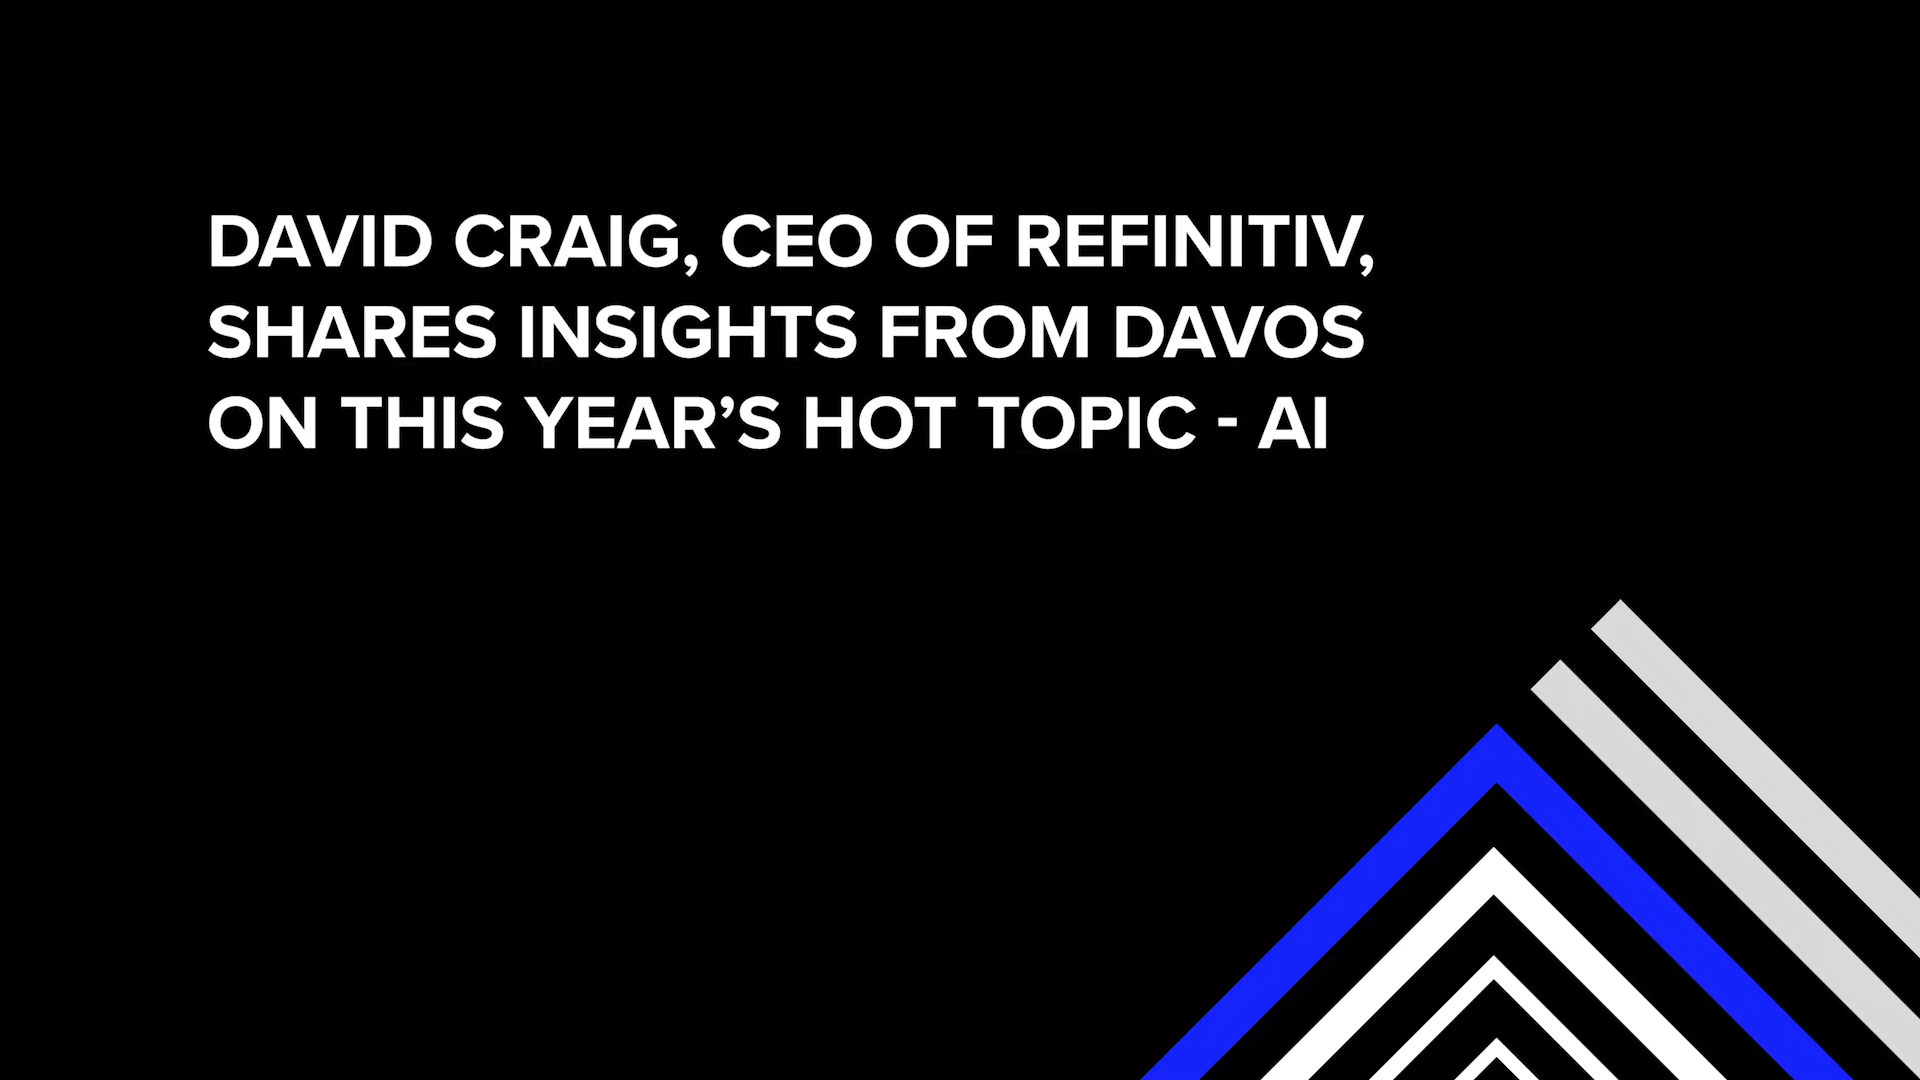 DAVID CRAIG, CEO OF REFINITIV,
SHARES INSIGHTS FROM DAVOS
ON THIS YEAR’S HOT TOPIC - AI